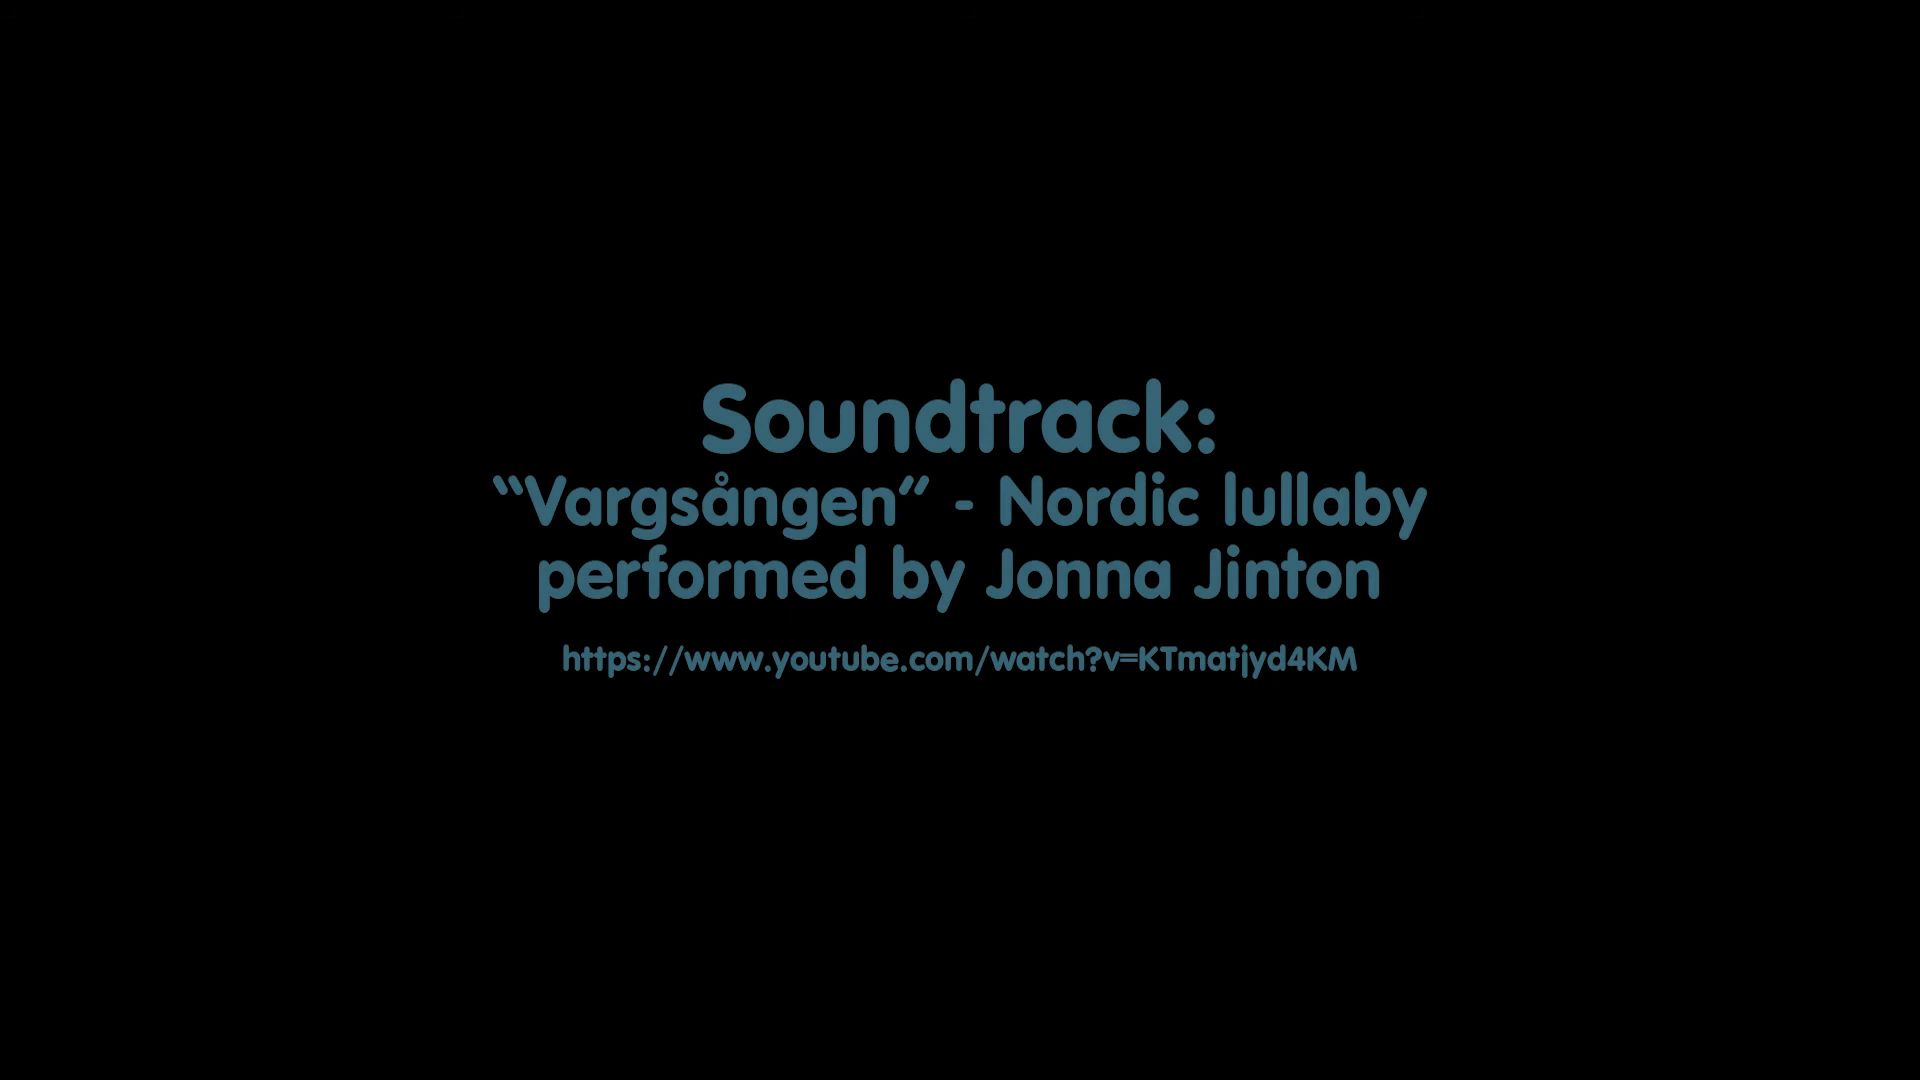 Soundtrack:
“Vargsången” - Nordic lullaby
performed by Jonna Jinton
https://www.youtube.com/watch?v=KTmatjyd4KM